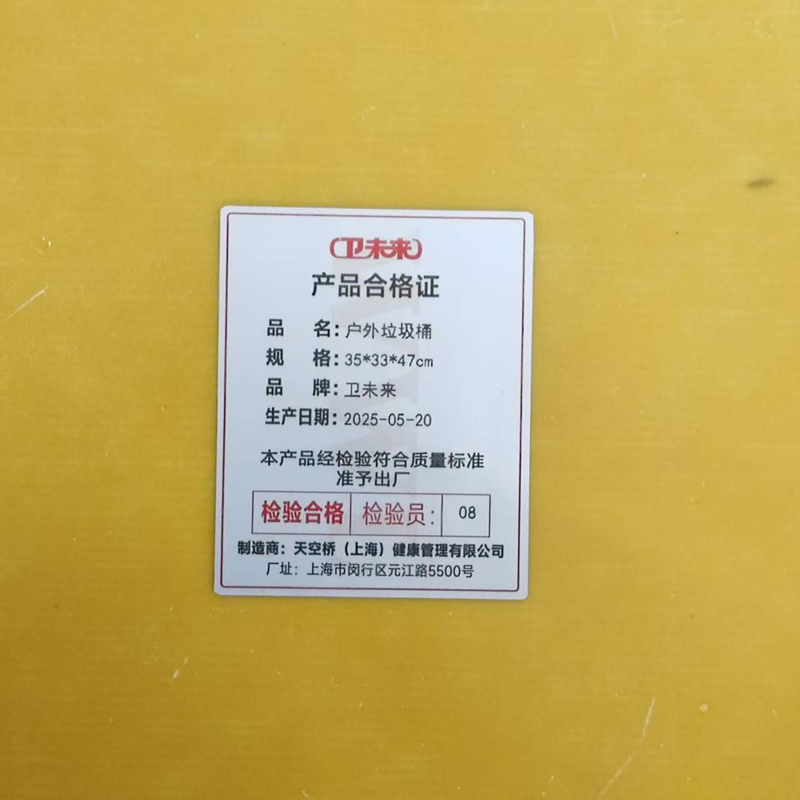 卫未来
产品合格证
品 名：户外垃圾桶
规 格：35*33*47cm
品 牌：卫未来
生产日期：2025-05-20
本产品经检验符合质量标准
准予出厂
检验合格 检验员： 08
制造商：天空桥（上海）健康管理有限公司
厂址：上海市闵行区元江路5500号